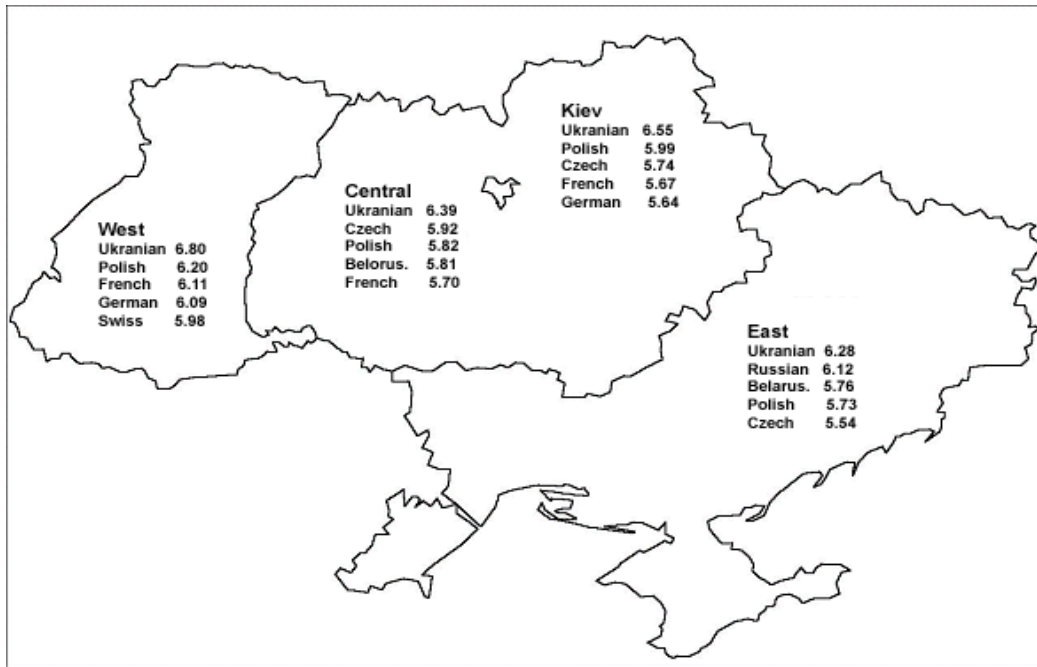 Kiev
Ukranian 6.55
Polish 5.99
Czech 5.74
French 5.67
German 5.64
Central
Ukranian 6.39
Czech 5.92
Polish 5.82
Belorus. 5.81
French 5.70
West
Ukranian 6.80
Polish 6.20
French 6.11
German 6.09
Swiss 5.98
East
Ukranian 6.28
Russian 6.12
Belarus. 5.76
Polish 5.73
Czech 5.54